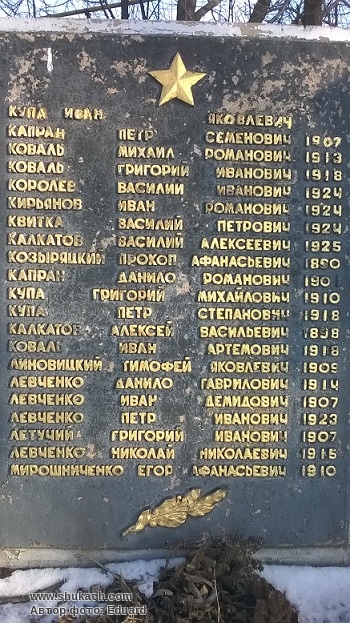 КУПА ИВАН ЯКОВЛЕВИЧ
КАПРАН ПЕТР СЕМЕНОВИЧ 1907
КОВАЛЬ МИХАИЛ РОМАНОВИЧ 1913
КОВАЛЬ ГРИГОРИЙ ИВАНОВИЧ 1918
КОРОЛЕВ ВАСИЛИЙ ИВАНОВИЧ 1924
КИРЬЯНОВ ИВАН РОМАНОВИЧ 1924
КВИТКА ВАСИЛИЙ ПЕТРОВИЧ 1924
КАЛКАТОВ ВАСИЛИЙ АЛЕКСЕЕВИЧ 1925
КОЗЫРЯЦКИЙ ПРОКОП АФАНАСЬЕВИЧ 1890
КАПРАН ДАНИЛО РОМАНОВИЧ
КУПА ГРИГОРИЙ МИХАЙЛОВИЧ 1910
КУПА ПЕТР СТЕПАНОВИЧ 1918
КАЛКАТОВ АЛЕКСЕЙ ВАСИЛЬЕВИЧ 1898
КОВАЛЬ ИВАН АРТЕМОВИЧ 1918
ЛИНОВИЦКИЙ ТИМОФЕЙ ЯКОВЛЕВИЧ 1909
ЛЕВЧЕНКО ДАНИЛО ГАВРИЛОВИЧ 1914
ЛЕВЧЕНКО ИВАН ДЕМИДОВИЧ 1907
ЛЕВЧЕНКО ПЕТР ИВАНОВИЧ 1923
ЛЕТУЧИЙ ГРИГОРИЙ ИВАНОВИЧ 1907
ЛЕВЧЕНКО НИКОЛАЙ НИКОЛАЕВИЧ 1915
МИРОШНИЧЕНКО ЕГОР АФАНАСЬЕВИЧ 1910
www.shukach.com
Автор фото: Eduard